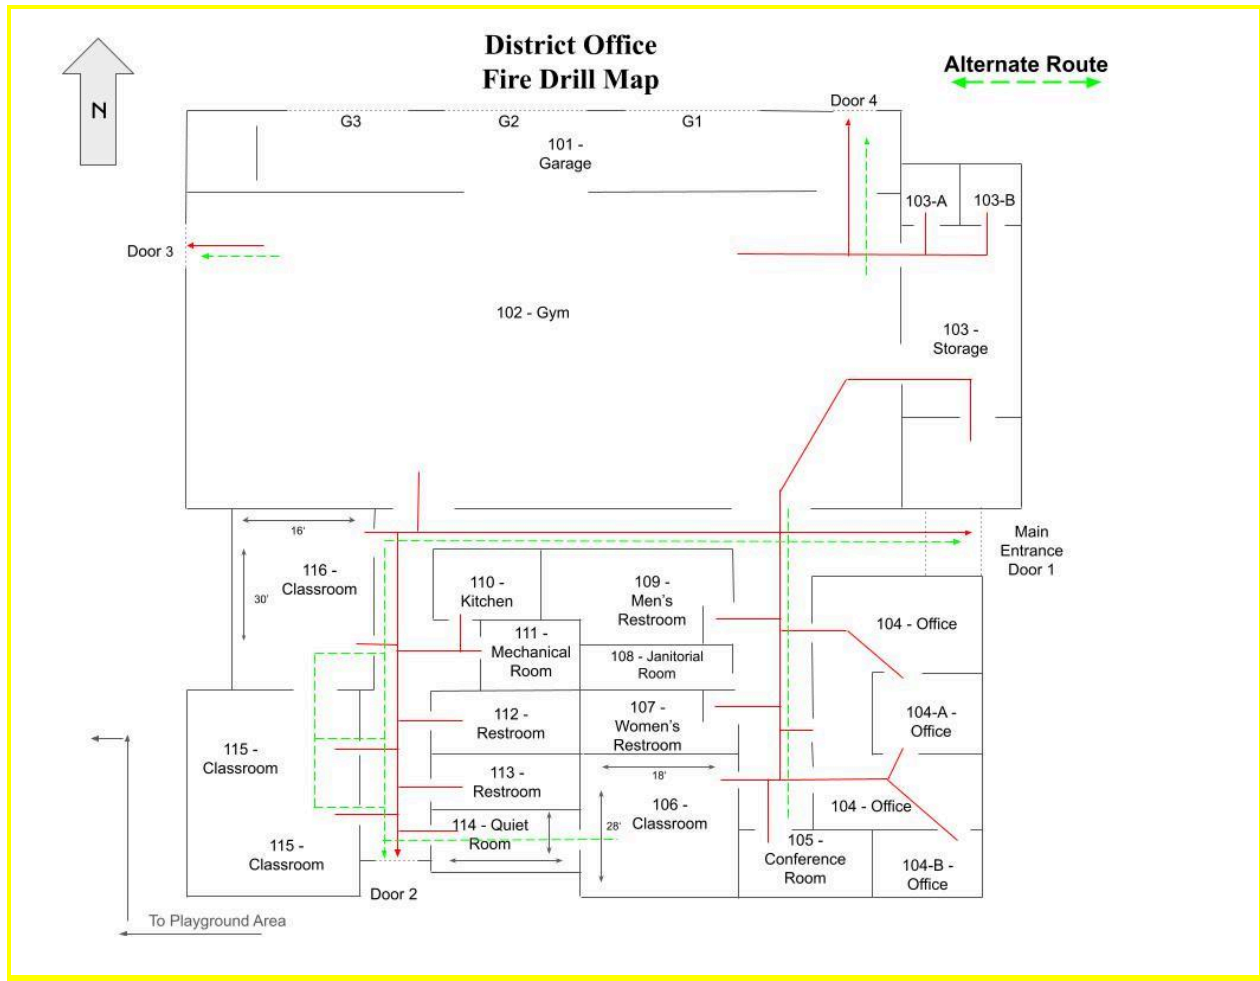 District Office
Fire Drill Map
Alternate Route
N
Door 4
G3
G2
G1
101 -
Garage
103-A
103-B
Door 3
102 - Gym
103 -
Storage
16'
Main
Entrance
Door 1
116 -
Classroom
30'
110 -
Kitchen
109 -
Men's
Restroom
104 - Office
111 -
Mechanical
Room
108 - Janitorial
Room
112 -
Restroom
107 -
Women's
Restroom
104-A -
Office
115 -
Classroom
113 -
Restroom
18'
106 -
Classroom
28'
104 - Office
114 - Quiet
Room
115 -
Classroom
105 -
Conference
Room
104-B -
Office
Door 2
To Playground Area